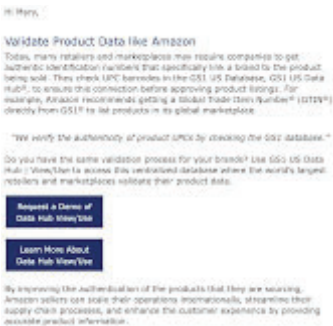 Hi Mary,
Validate Product Data like Amazon
Today, many retailers and marketplaces may require companies to get
authentic identification numbers that specifically link a brand to the product
being sold. They check UPC barcodes in the GS1 US Database, GS1 US Data
Hub®, to ensure this connection before approving product listings. For
example, Amazon recommends getting a Global Trade Item Number® (GTIN®)
directly from GS1® to list products in its global marketplace.
"We verify the authenticity of product UPCs by checking the GS1 database."
Do you have the same validation process for your brands? Use GS1 US Data
Hub | View/Use to access this centralized database where the world's largest
retailers and marketplaces validate their product data.
Request a Demo of
Data Hub View/Use
Learn More About
Data Hub View/Use
By improving the authentication of the products that they are sourcing,
Amazon sellers can scale their operations internationally, streamline their
supply chain processes, and enhance the customer experience by providing
accurate product information.